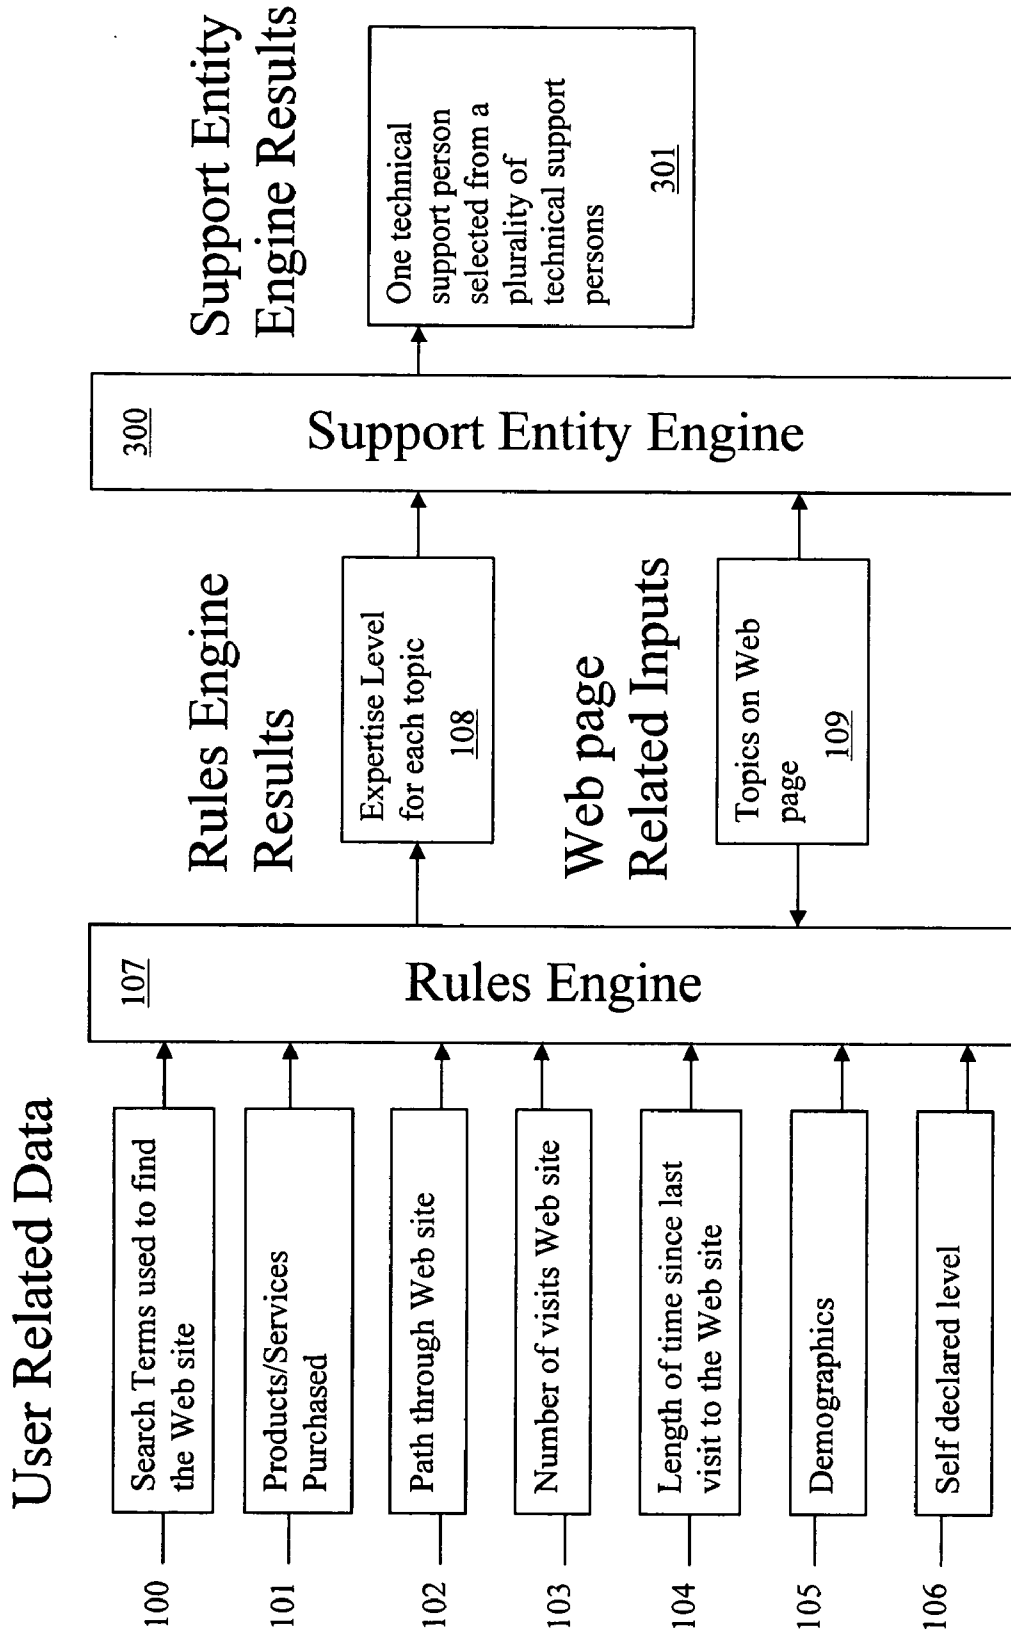 User Related Data
100
Search Terms used to find
the Web site
101
Products/Services
Purchased
102
Path through Web site
103
Number of visits Web site
104
Length of time since last
visit to the Web site
105
Demographics
106
Self declared level
107
Rules Engine
Rules Engine
Results
Expertise Level
for each topic
108
Web page
Related Inputs
Topics on Web
page
109
300
Support Entity Engine
Support Entity
Engine Results
One technical
support person
selected from a
plurality of
technical support
persons
301